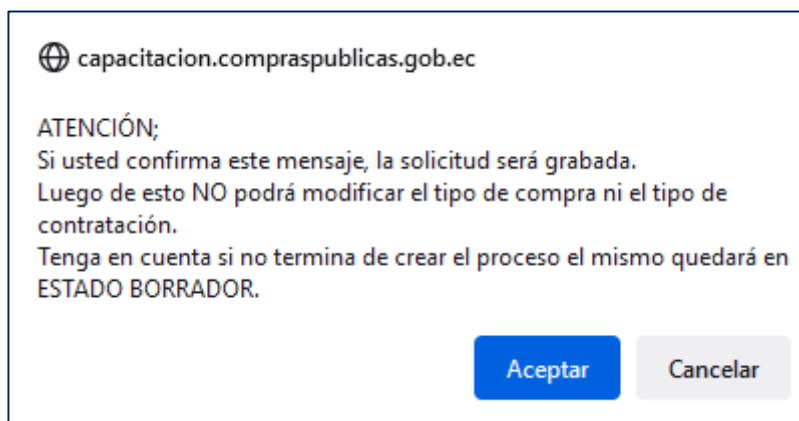 capacitacion.compraspublicas.gob.ec
ATENCIÓN;
Si usted confirma este mensaje, la solicitud será grabada.
Luego de esto NO podrá modificar el tipo de compra ni el tipo de
contratación.
Tenga en cuenta si no termina de crear el proceso el mismo quedará en
ESTADO BORRADOR.
Aceptar
Cancelar